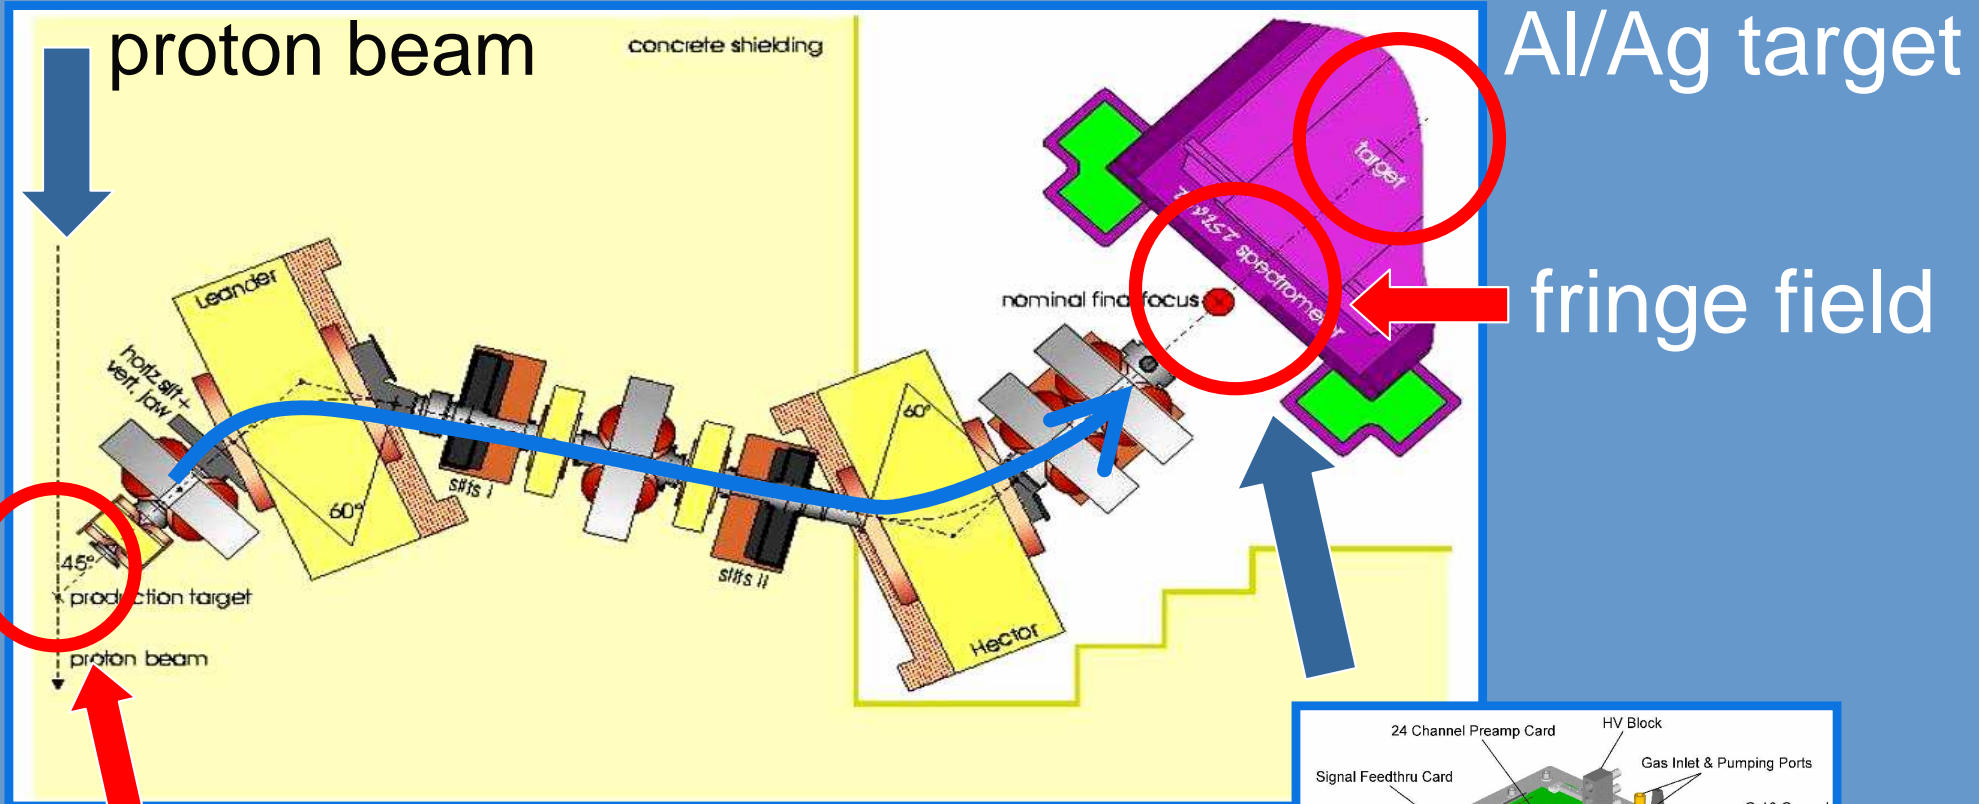 proton beam
concrete shielding
Al/Ag target
target
spectrometer
fringe field
nominal final focus
Leander
horiz slit +
vert. jaw
60°
60°
slits I
slits II
45°
production target
Hector
proton beam
24 Channel Preamp Card
HV Block
Gas Inlet & Pumping Ports
Signal Feedthru Card